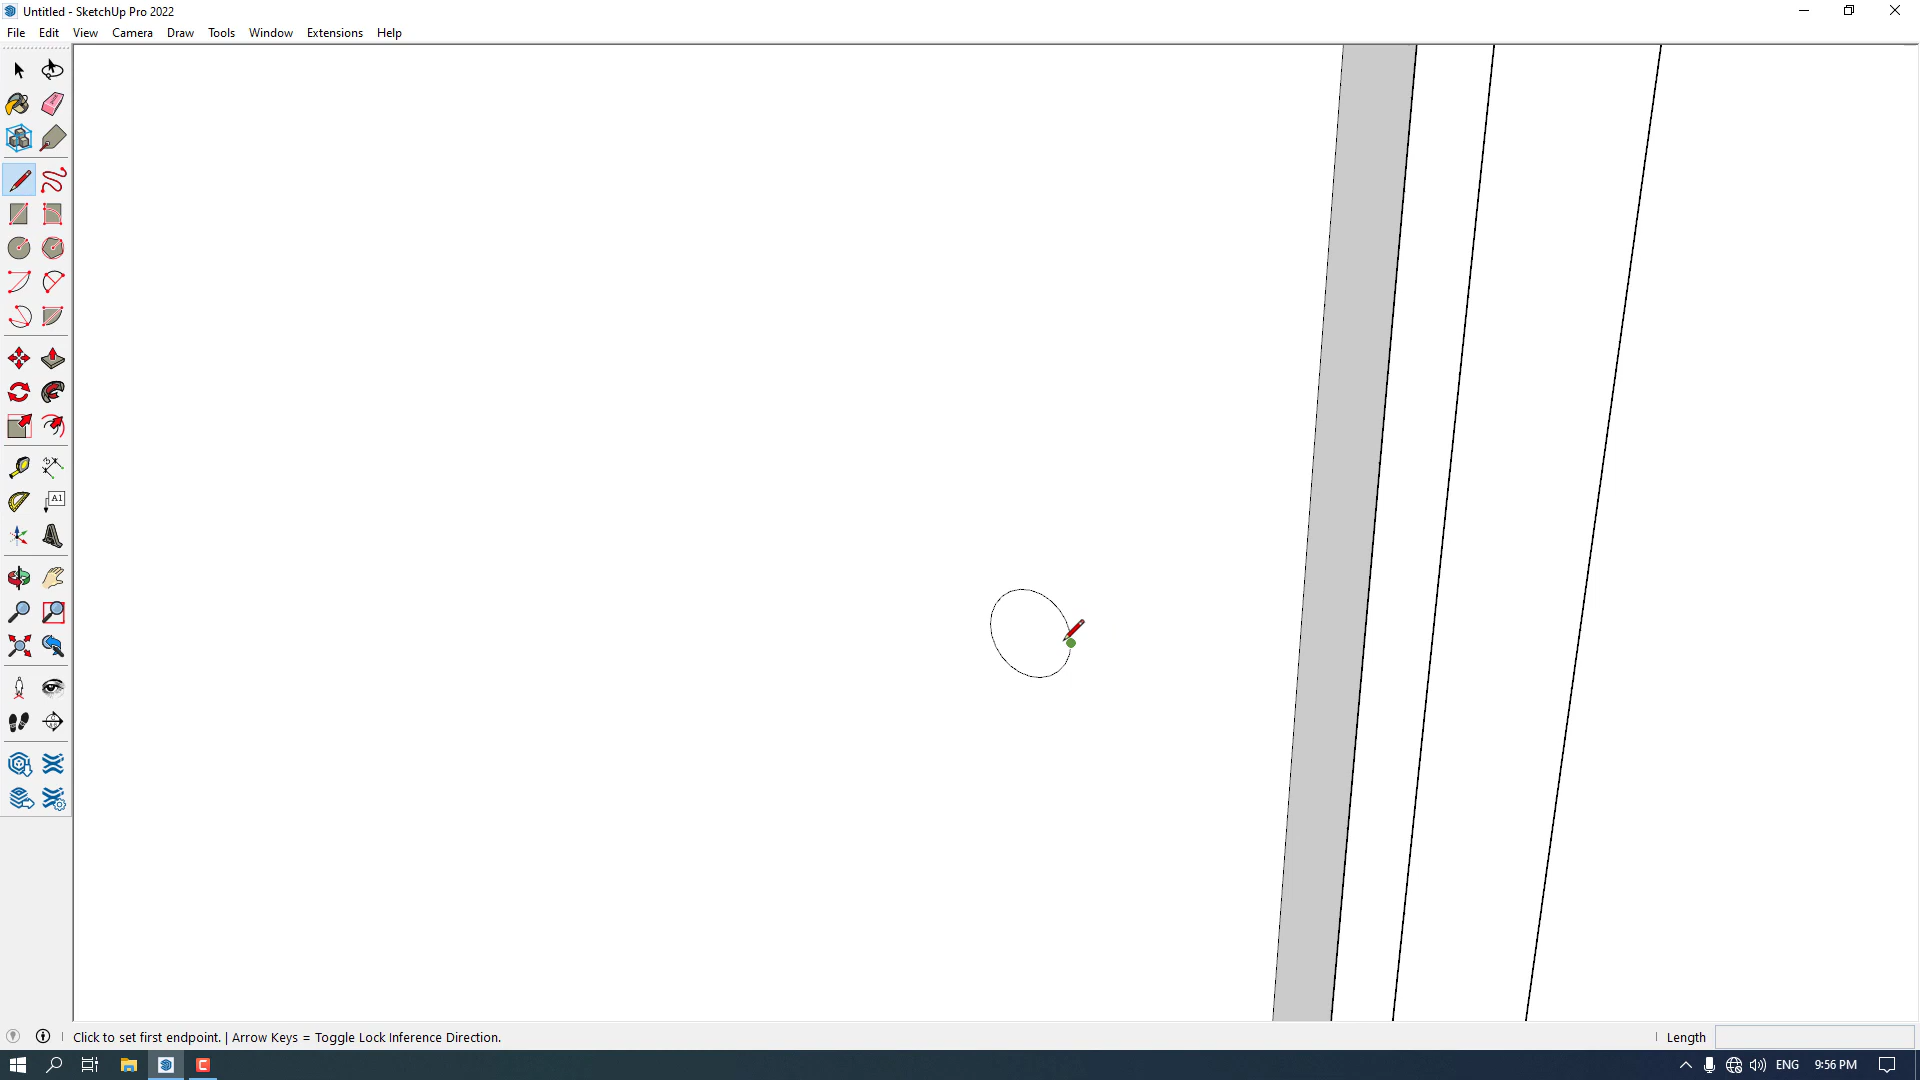 Untitled - SketchUp Pro 2022
File Edit View Camera Draw Tools Window Extensions Help
A1
Click to set first endpoint. | Arrow Keys = Toggle Lock Inference Direction.
Length
ENG
9:56 PM